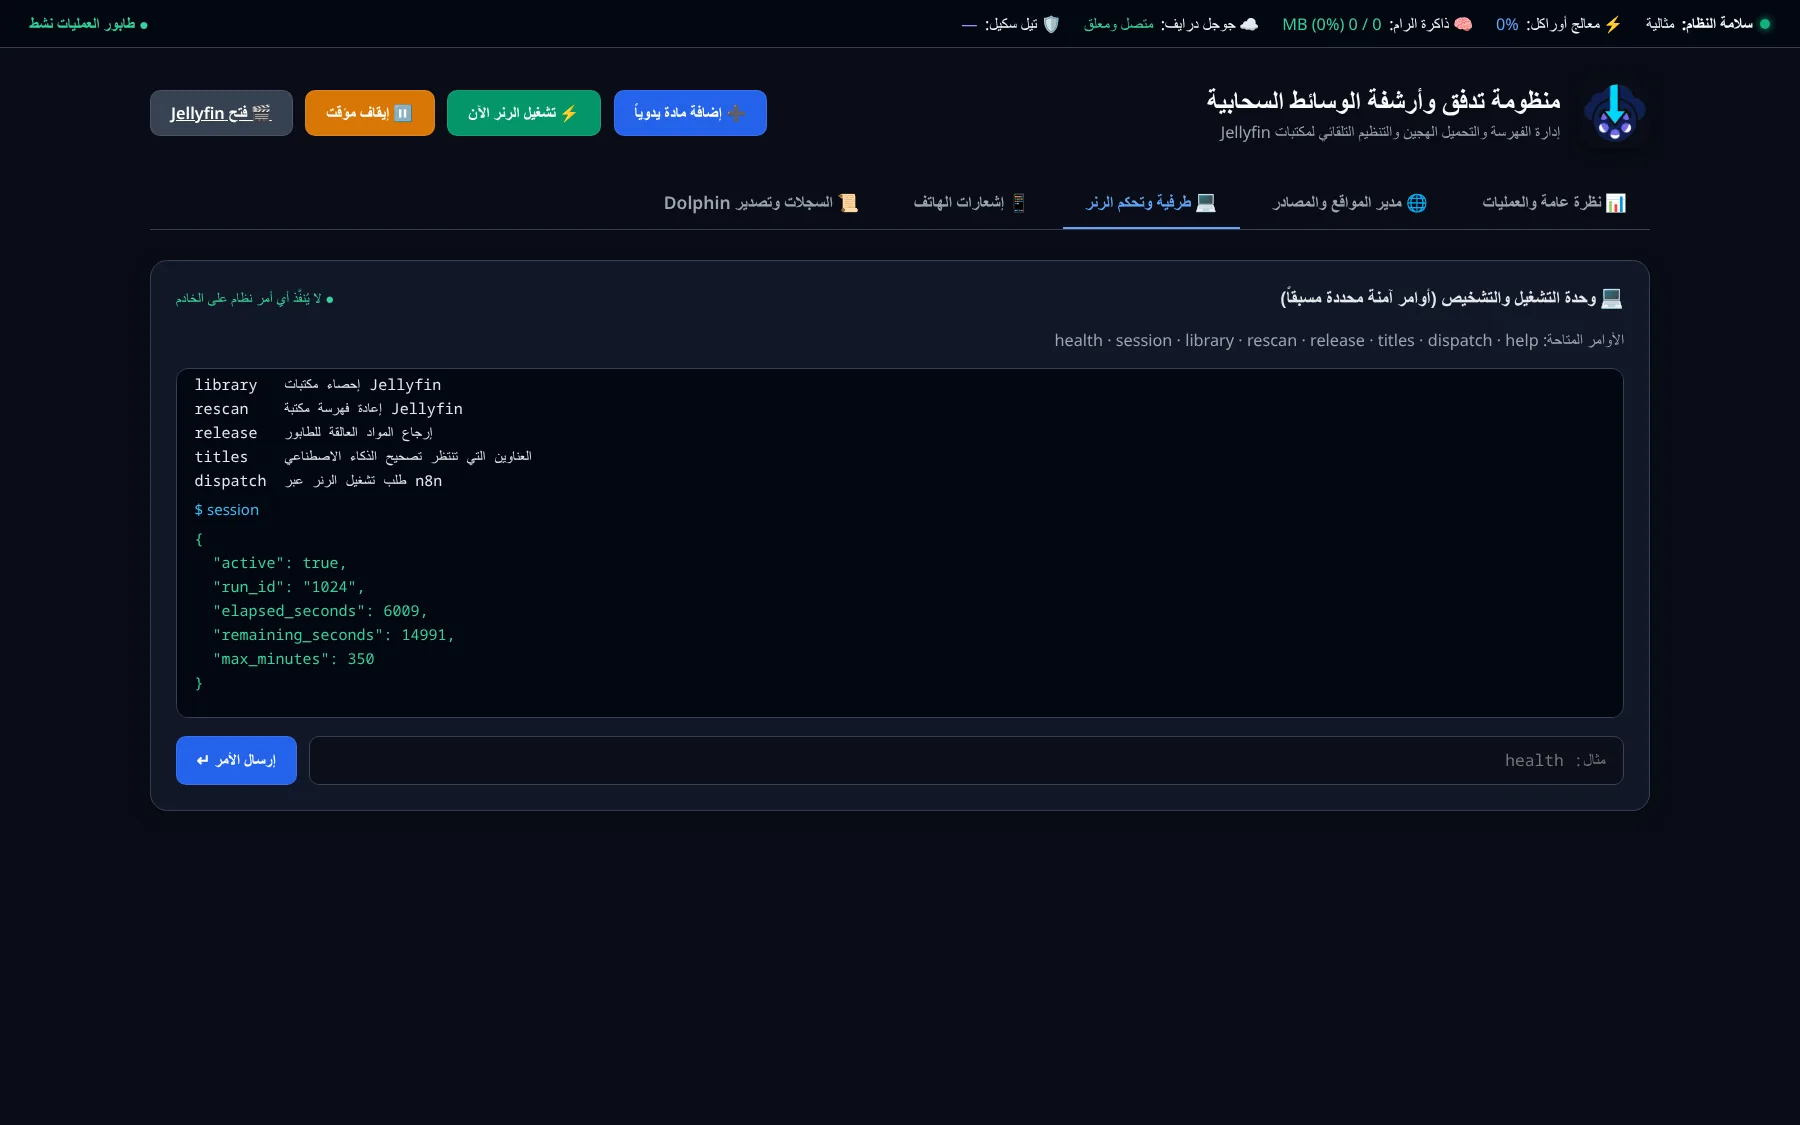 سلامة النظام: مثالية ⚡ معالج أوراكل: 0% 🧠 ذاكرة الرام: 0 / 0 MB (0%) ☁️ جوجل درايف: متصل ومعلق 🛡️ تيل سكيل: — ● طابور العمليات نشط
منظومة تدفق وأرشفة الوسائط السحابية
إدارة الفهرسة والتحميل الهجين والتنظيم التلقائي لمكتبات Jellyfin
➕ إضافة مادة يدوياً
⚡ تشغيل الرنر الآن
⏸️ إيقاف مؤقت
🎬 فتح Jellyfin
📊 نظرة عامة والعمليات
🌐 مدير المواقع والمصادر
💻 طرفية وتحكم الرنر
📱 إشعارات الهاتف
📜 السجلات وتصدير Dolphin
💻 وحدة التشغيل والتشخيص (أوامر آمنة محددة مسبقاً)
● لا يُنفَّذ أي أمر نظام على الخادم
الأوامر المتاحة: health · session · library · rescan · release · titles · dispatch · help
library إحصاء مكتبات Jellyfin
rescan إعادة فهرسة مكتبة Jellyfin
release إرجاع المواد العالقة للطابور
titles العناوين التي تنتظر تصحيح الذكاء الاصطناعي
dispatch طلب تشغيل الرنر عبر n8n
$ session
{
"active": true,
"run_id": "1024",
"elapsed_seconds": 6009,
"remaining_seconds": 14991,
"max_minutes": 350
}
مثال: health
إرسال الأمر ↵